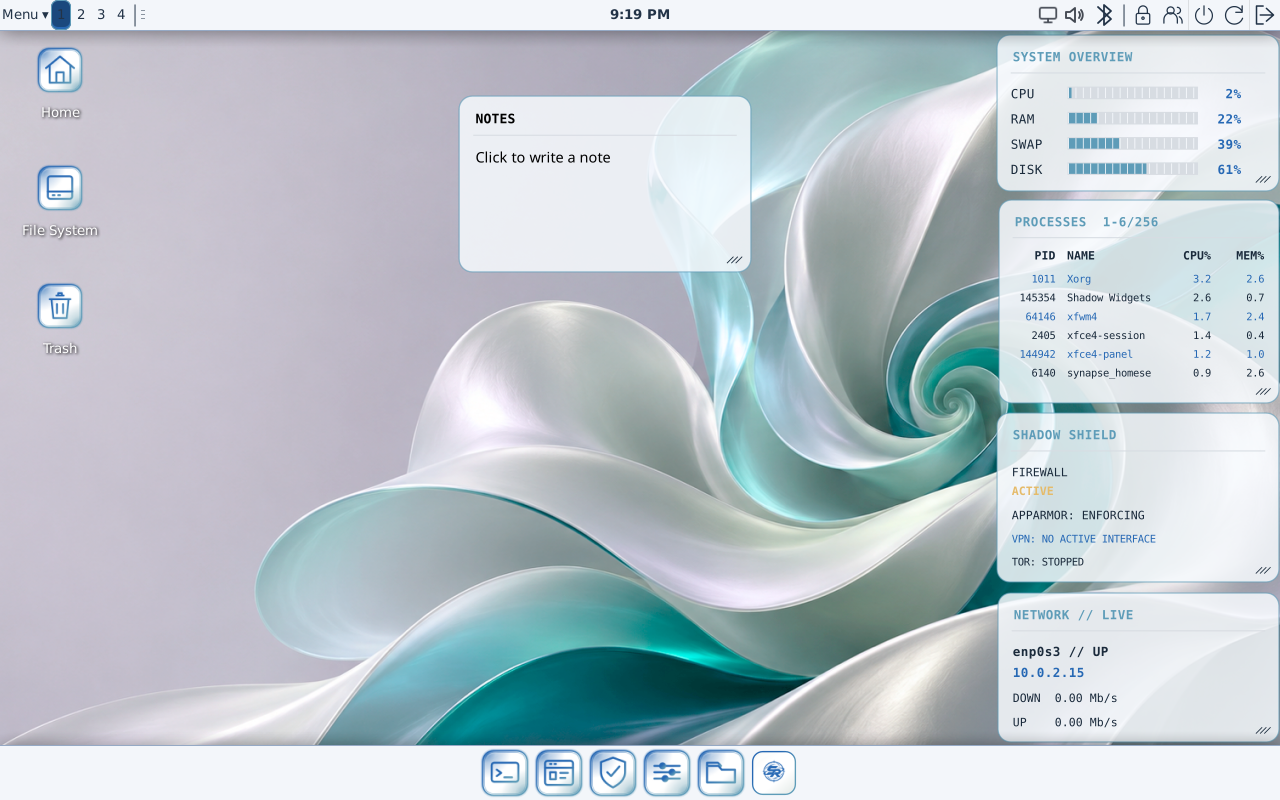 Menu ▾ 1 2 3 4
9:19 PM
Home
File System
Trash
NOTES
Click to write a note
SYSTEM OVERVIEW
CPU 2%
RAM 22%
SWAP 39%
DISK 61%
PROCESSES 1-6/256
PID NAME CPU% MEM%
1011 Xorg 3.2 2.6
145354 Shadow Widgets 2.6 0.7
64146 xfwm4 1.7 2.4
2405 xfce4-session 1.4 0.4
144942 xfce4-panel 1.2 1.0
6140 synapse_homese 0.9 2.6
SHADOW SHIELD
FIREWALL
ACTIVE
APPARMOR: ENFORCING
VPN: NO ACTIVE INTERFACE
TOR: STOPPED
NETWORK // LIVE
enp0s3 // UP
10.0.2.15
DOWN 0.00 Mb/s
UP 0.00 Mb/s